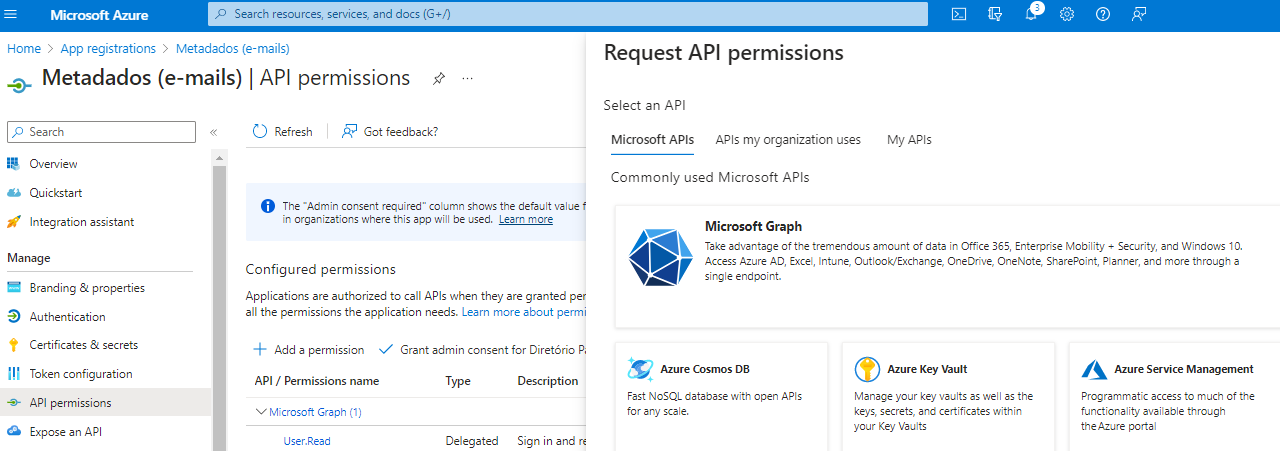 Microsoft Azure
Search resources, services, and docs (G+/)
3
Home > App registrations > Metadados (e-mails)
Metadados (e-mails) | API permissions
Search
Overview
Quickstart
Integration assistant
Manage
Branding & properties
Authentication
Certificates & secrets
Token configuration
API permissions
Expose an API
Refresh
Got feedback?
The "Admin consent required" column shows the default value f
in organizations where this app will be used. Learn more
Configured permissions
Applications are authorized to call APIs when they are granted per
all the permissions the application needs. Learn more about permi
Add a permission
Grant admin consent for Diretório Pa
API / Permissions name Type Description
Microsoft Graph (1)
User.Read Delegated Sign in and re
Request API permissions
Select an API
Microsoft APIs APIs my organization uses My APIs
Commonly used Microsoft APIs
Microsoft Graph
Take advantage of the tremendous amount of data in Office 365, Enterprise Mobility + Security, and Windows 10.
Access Azure AD, Excel, Intune, Outlook/Exchange, OneDrive, OneNote, SharePoint, Planner, and more through a
single endpoint.
Azure Cosmos DB
Fast NoSQL database with open APIs
for any scale.
Azure Key Vault
Manage your key vaults as well as the
keys, secrets, and certificates within
your Key Vaults
Azure Service Management
Programmatic access to much of the
functionality available through
the Azure portal